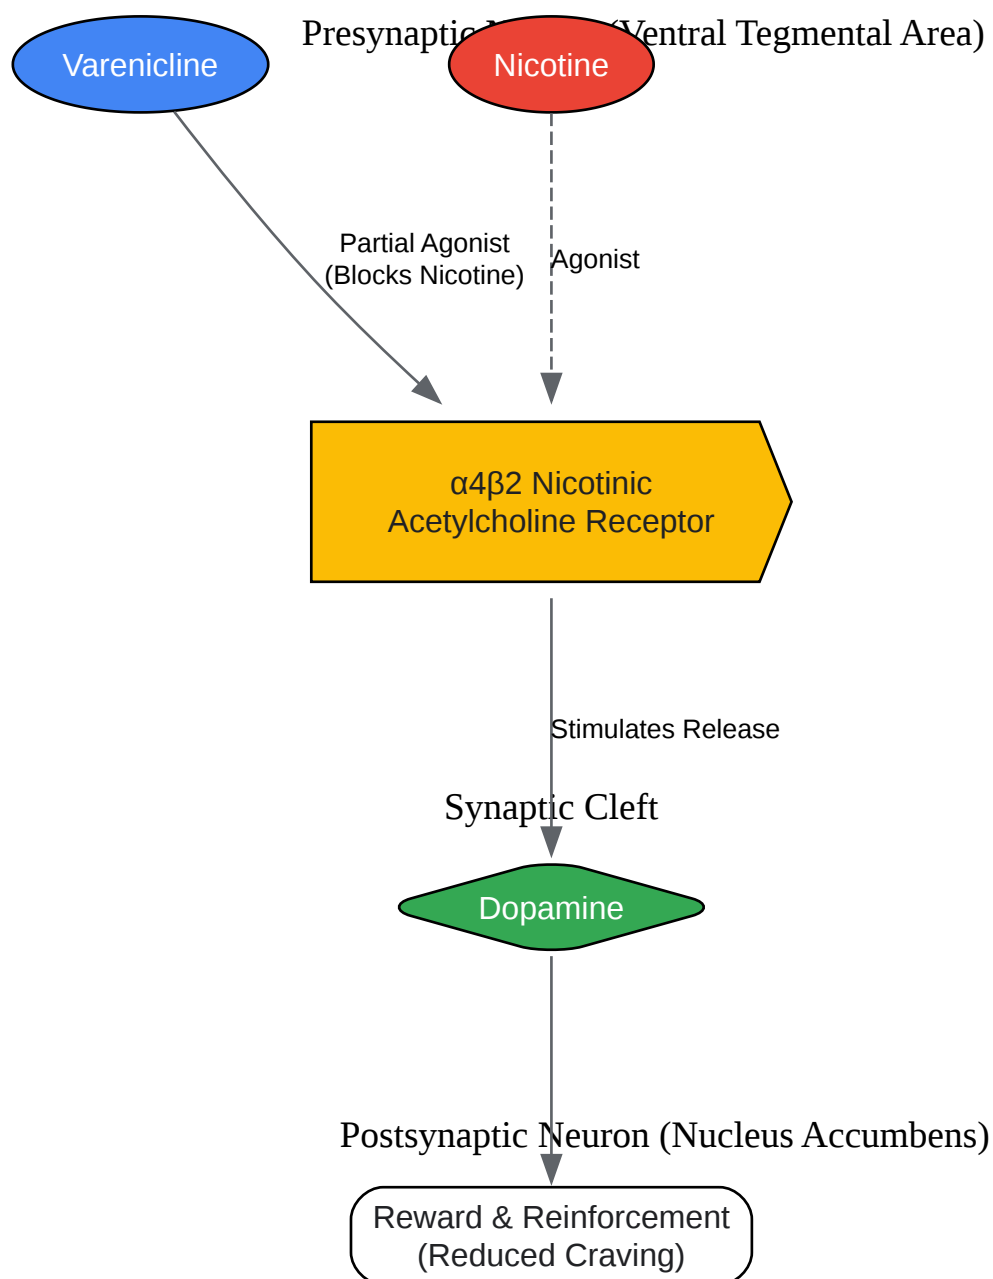 Presynaptic (Ventral Tegmental Area)
Varenicline
Nicotine
Partial Agonist
(Blocks Nicotine)
Agonist
α4β2 Nicotinic
Acetylcholine Receptor
Stimulates Release
Synaptic Cleft
Dopamine
Postsynaptic Neuron (Nucleus Accumbens)
Reward & Reinforcement
(Reduced Craving)